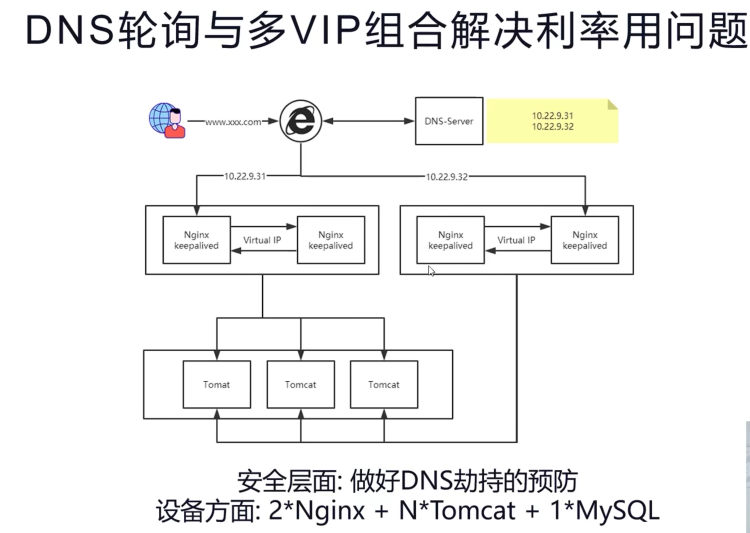 DNS轮询与多VIP组合解决利率用问题
www.xxx.com
DNS-Server
10.22.9.31
10.22.9.32
10.22.9.31
10.22.9.32
Nginx
keepalived
Virtual IP
Nginx
keepalived
Nginx
keepalived
Virtual IP
Nginx
keepalived
Tomat
Tomcat
Tomcat
安全层面: 做好DNS劫持的预防
设备方面: 2*Nginx + N*Tomcat + 1*MySQL